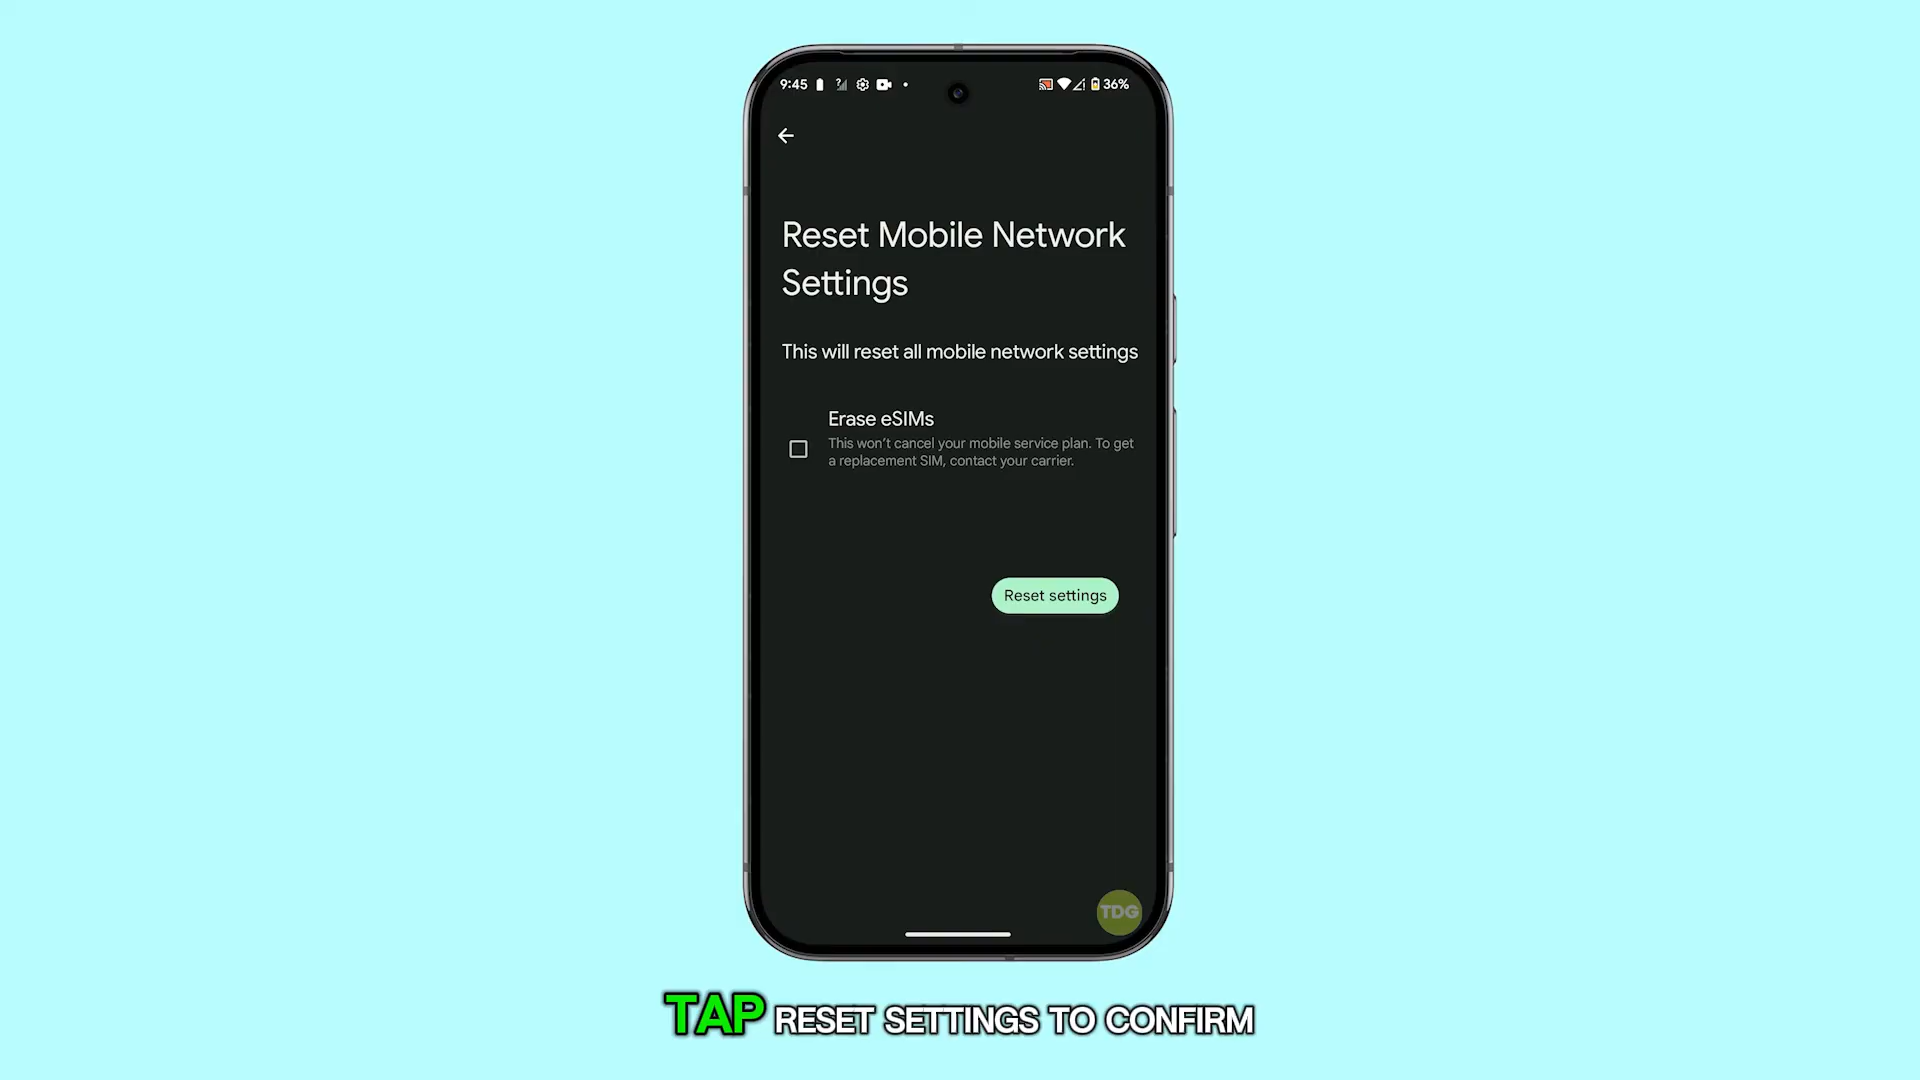 9:45
36%
Reset Mobile Network
Settings
This will reset all mobile network settings
Erase eSIMs
This won't cancel your mobile service plan. To get
a replacement SIM, contact your carrier.
Reset settings
TDG
TAP RESET SETTINGS TO CONFIRM